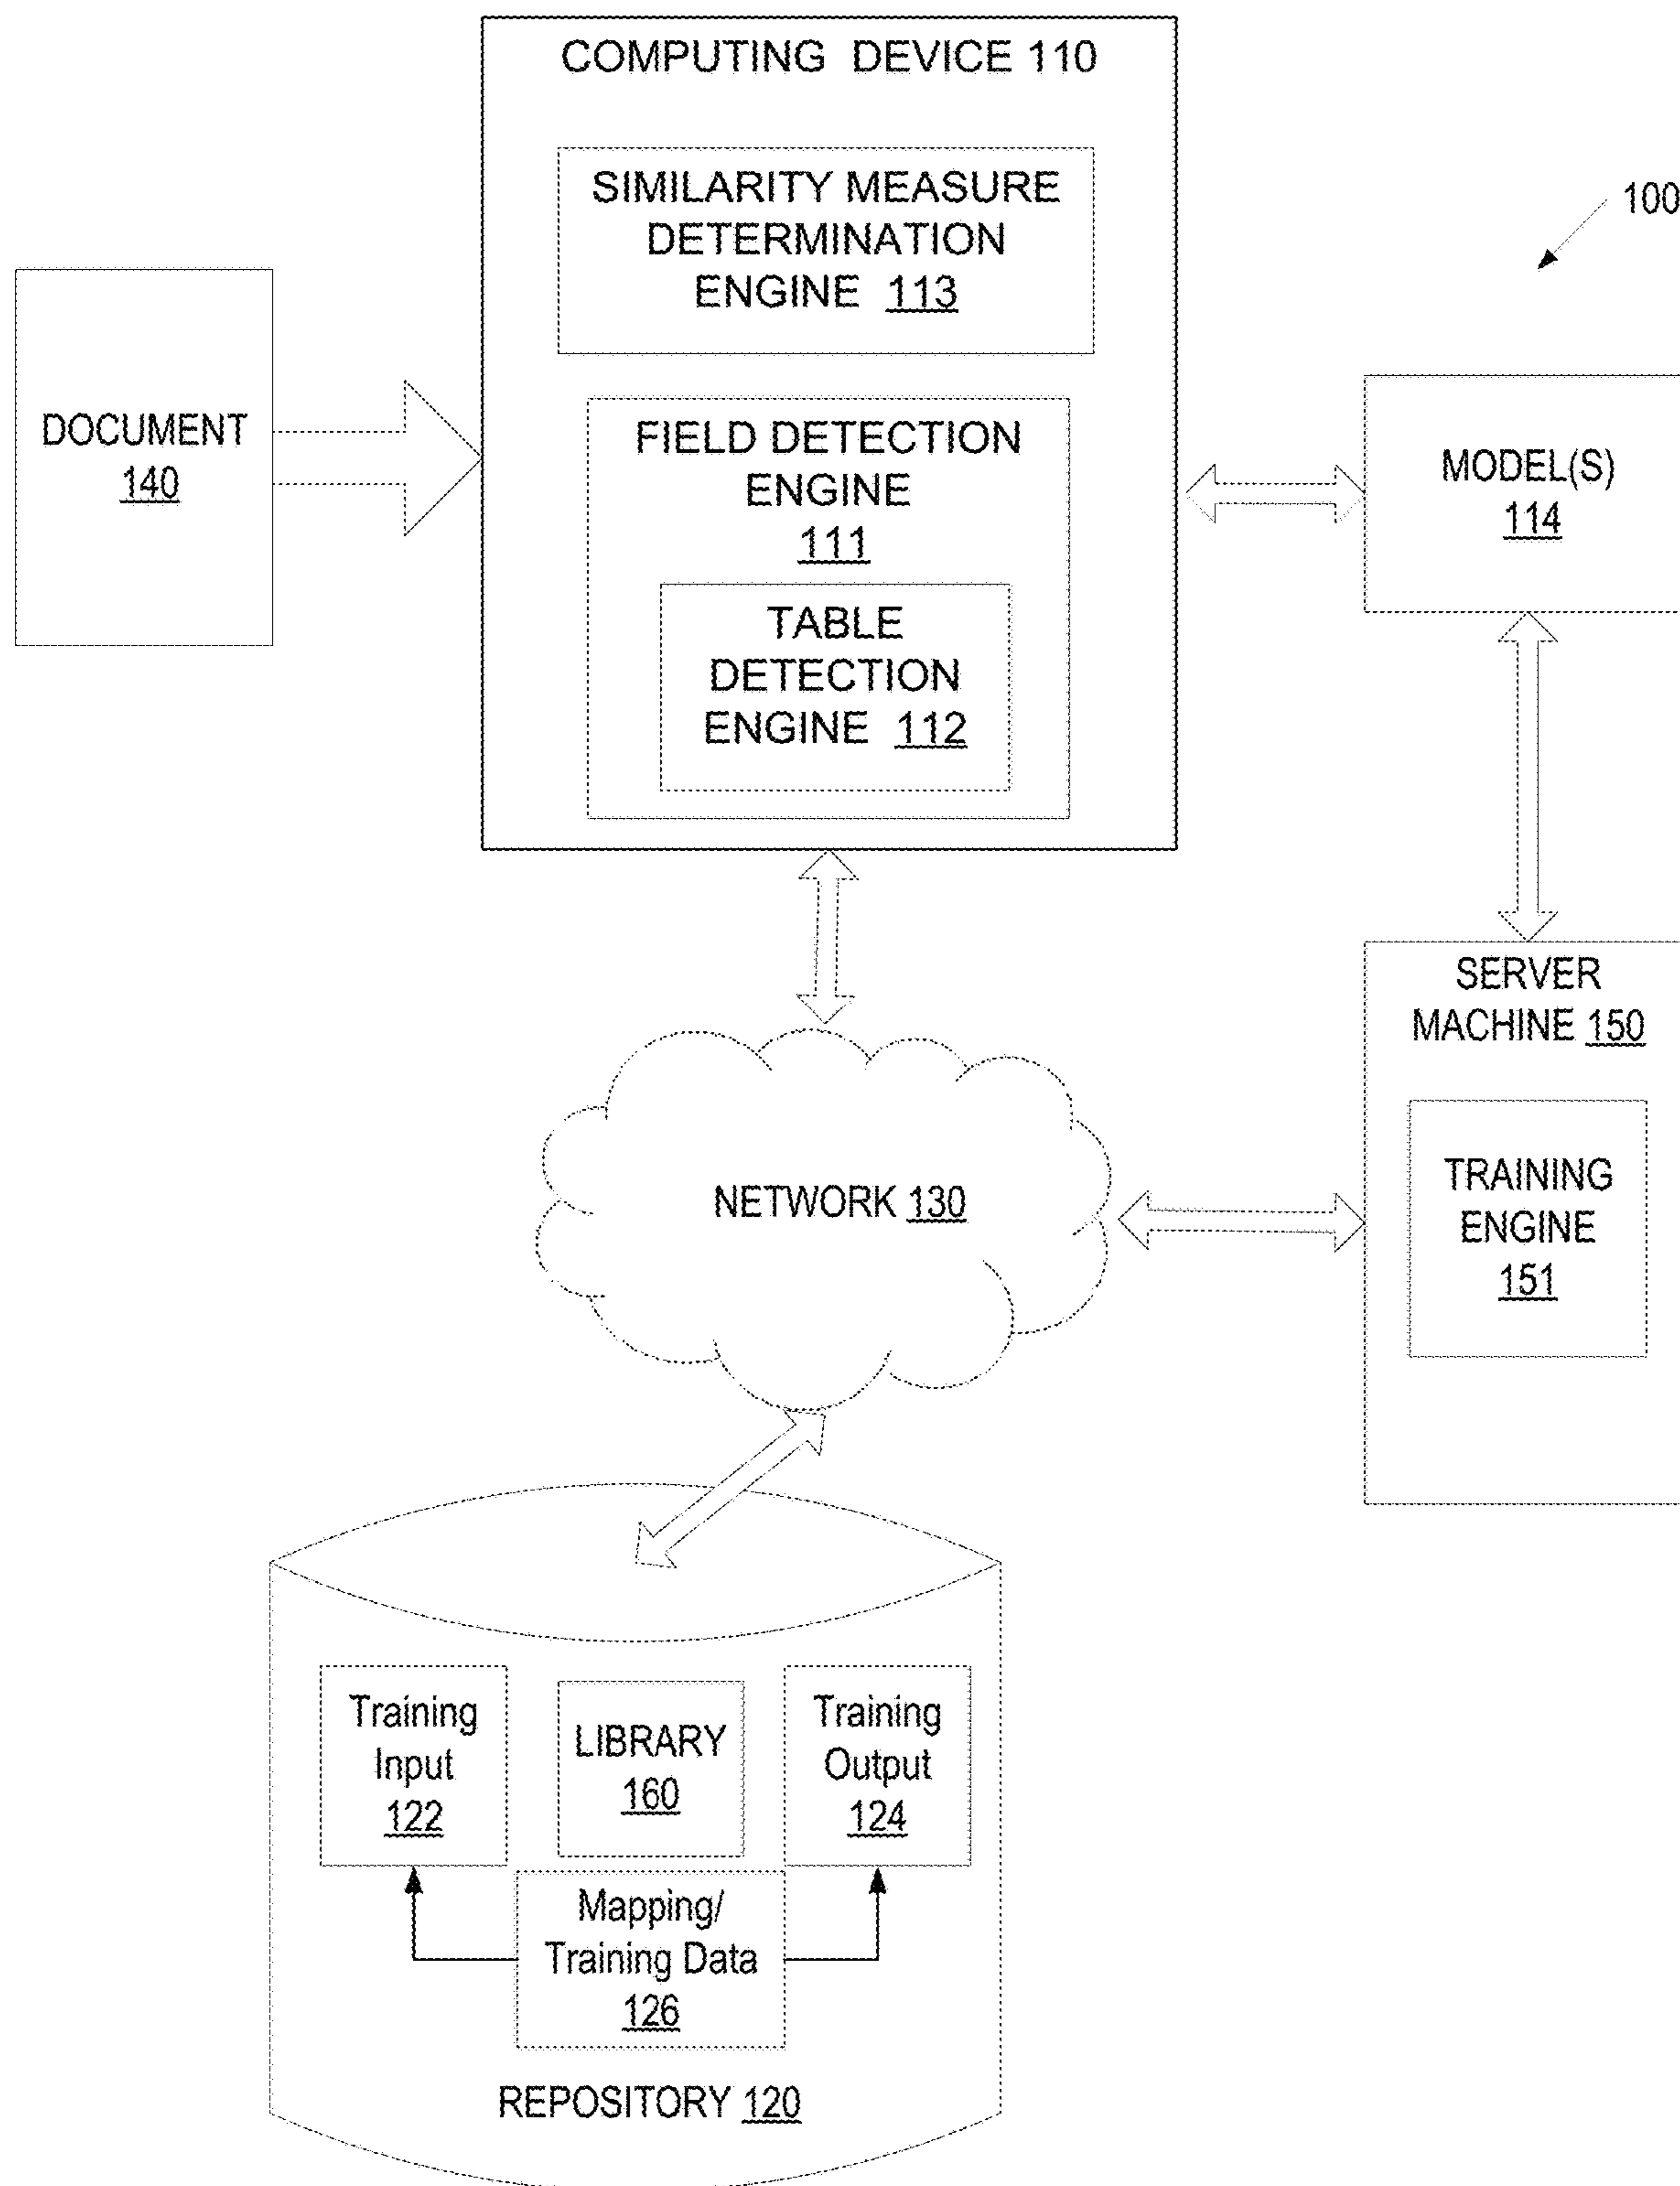 COMPUTING DEVICE 110
SIMILARITY MEASURE
DETERMINATION
ENGINE 113
100
DOCUMENT
140
FIELD DETECTION
ENGINE
111
TABLE
DETECTION
ENGINE 112
MODEL(S)
114
SERVER
MACHINE 150
TRAINING
ENGINE
151
NETWORK 130
Training
Input
122
LIBRARY
160
Training
Output
124
Mapping/
Training Data
126
REPOSITORY 120